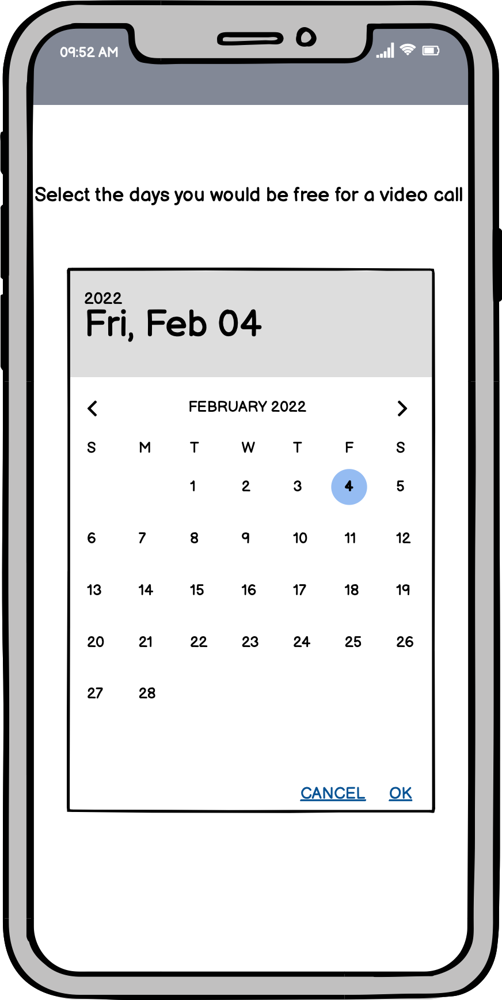 09:52 AM
Select the days you would be free for a video call
2022
Fri, Feb 04
FEBRUARY 2022
S M T W T F S
1 2 3 4 5
6 7 8 9 10 11 12
13 14 15 16 17 18 19
20 21 22 23 24 25 26
27 28
CANCEL OK